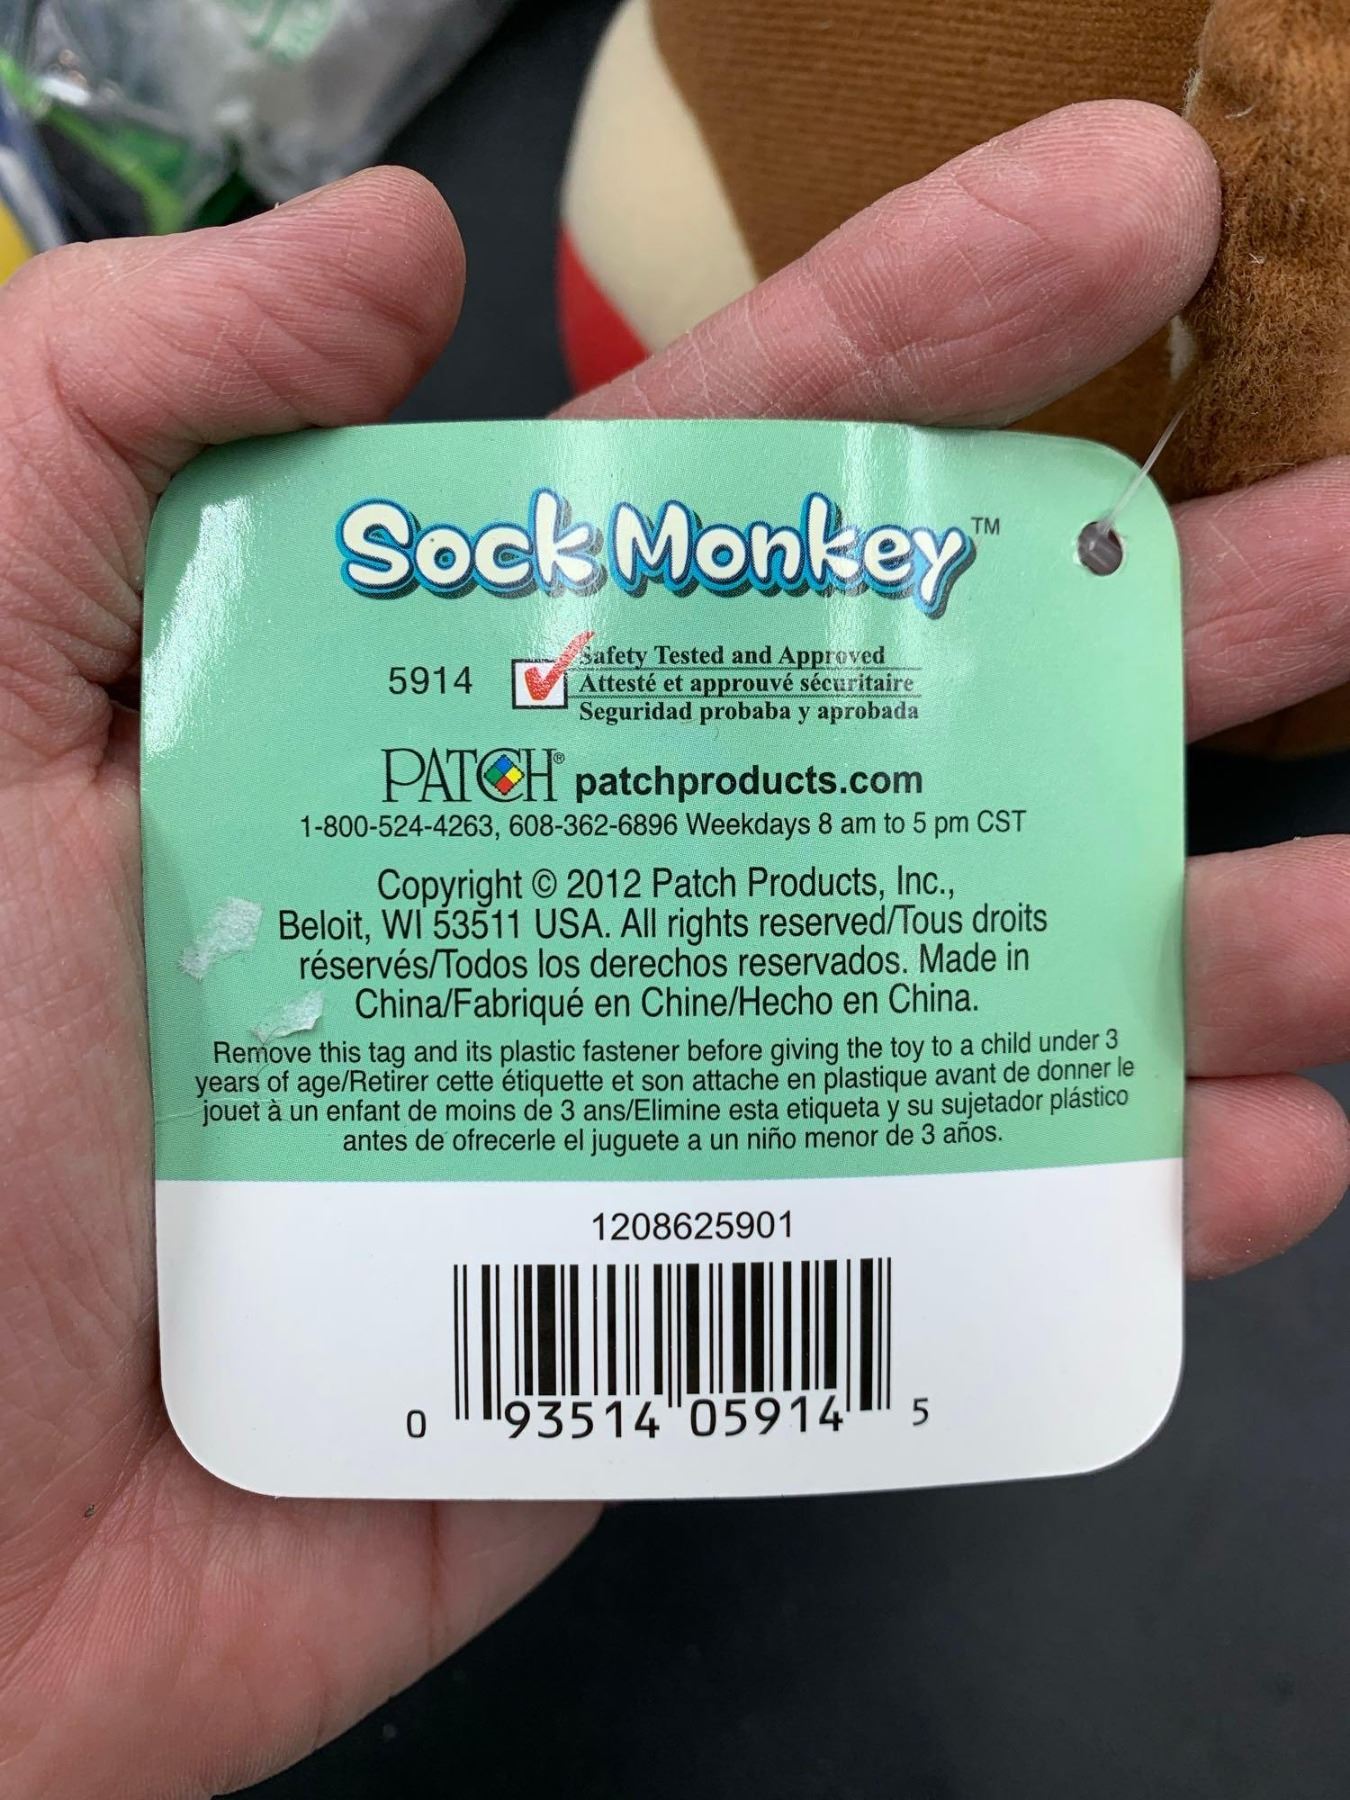 Sock Monkey™
5914
Safety Tested and Approved
Attesté et approuvé sécuritaire
Seguridad probaba y aprobada
PATCH® patchproducts.com
1-800-524-4263, 608-362-6896 Weekdays 8 am to 5 pm CST
Copyright © 2012 Patch Products, Inc.,
Beloit, WI 53511 USA. All rights reserved/Tous droits
réservés/Todos los derechos reservados. Made in
China/Fabriqué en Chine/Hecho en China.
Remove this tag and its plastic fastener before giving the toy to a child under 3
years of age/Retirer cette étiquette et son attache en plastique avant de donner le
jouet à un enfant de moins de 3 ans/Elimine esta etiqueta y su sujetador plástico
antes de ofrecerle el juguete a un niño menor de 3 años.
1208625901
0 93514 05914 5